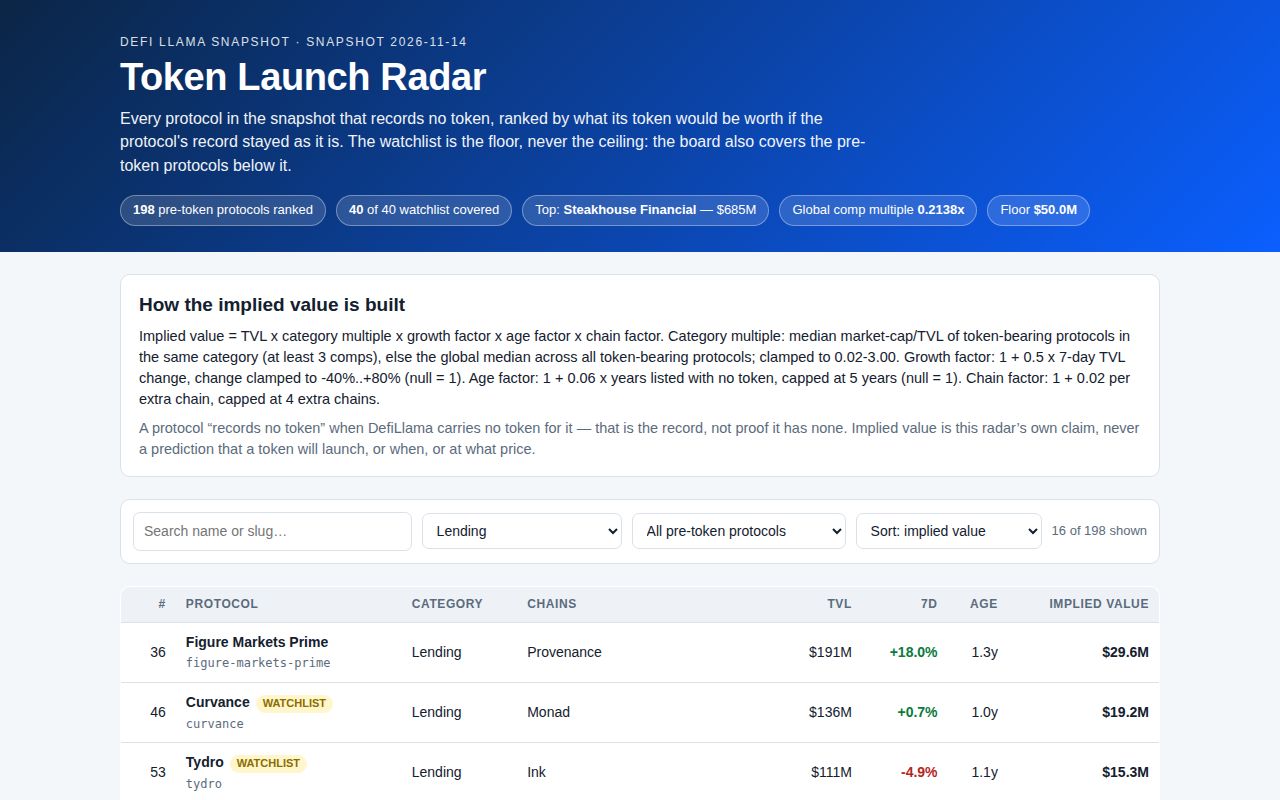 DEFI LLAMA SNAPSHOT · SNAPSHOT 2026-11-14
Token Launch Radar
Every protocol in the snapshot that records no token, ranked by what its token would be worth if the
protocol's record stayed as it is. The watchlist is the floor, never the ceiling: the board also covers the pre-
token protocols below it.
198 pre-token protocols ranked 40 of 40 watchlist covered Top: Steakhouse Financial — $685M Global comp multiple 0.2138x Floor $50.0M
How the implied value is built
Implied value = TVL x category multiple x growth factor x age factor x chain factor. Category multiple: median market-cap/TVL of token-bearing protocols in
the same category (at least 3 comps), else the global median across all token-bearing protocols; clamped to 0.02-3.00. Growth factor: 1 + 0.5 x 7-day TVL
change, change clamped to -40%..+80% (null = 1). Age factor: 1 + 0.06 x years listed with no token, capped at 5 years (null = 1). Chain factor: 1 + 0.02 per
extra chain, capped at 4 extra chains.
A protocol “records no token” when DefiLlama carries no token for it — that is the record, not proof it has none. Implied value is this radar’s own claim, never
a prediction that a token will launch, or when, or at what price.
Search name or slug… Lending All pre-token protocols Sort: implied value 16 of 198 shown
# PROTOCOL CATEGORY CHAINS TVL 7D AGE IMPLIED VALUE
36 Figure Markets Prime Lending Provenance $191M +18.0% 1.3y $29.6M
figure-markets-prime
46 Curvance WATCHLIST Lending Monad $136M +0.7% 1.0y $19.2M
curvance
53 Tydro WATCHLIST Lending Ink $111M -4.9% 1.1y $15.3M
tydro